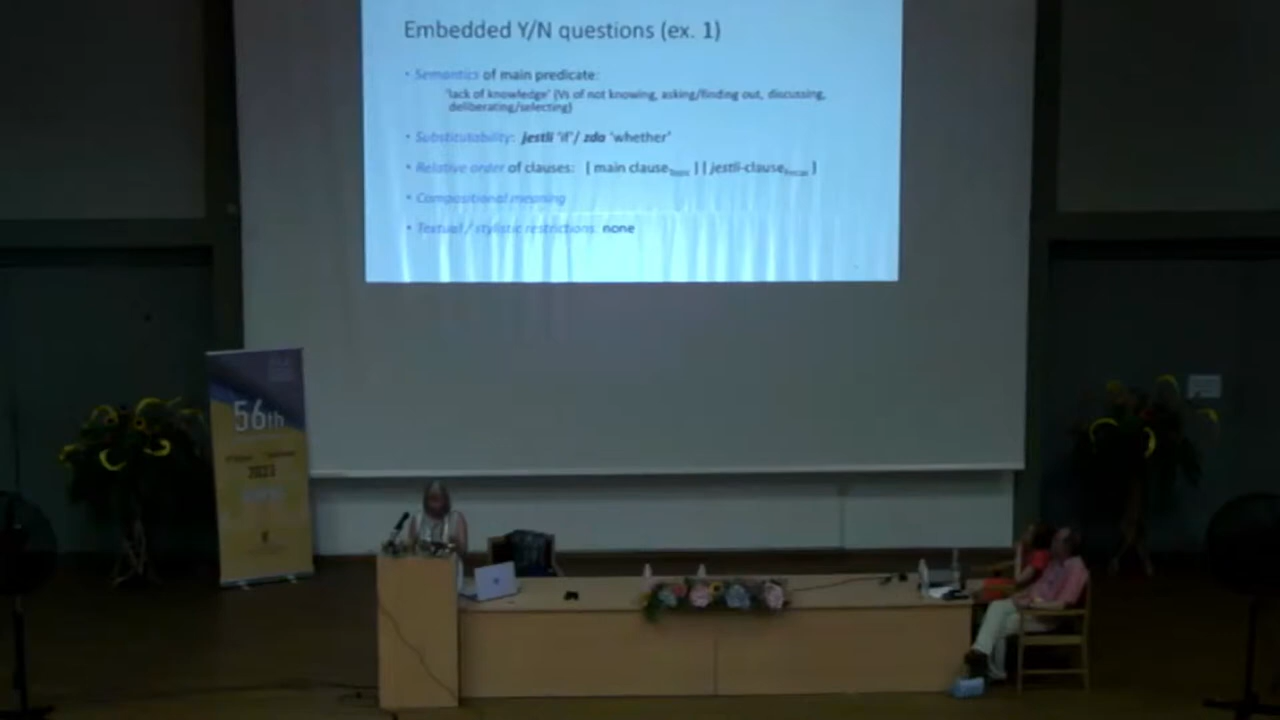 Embedded Y/N questions (ex. 1)
• Semantics of main predicate:
'lack of knowledge' (Vs of not knowing, asking/finding out, discussing,
deliberating/selecting)
• Substitutability: jestli 'if'/ zda 'whether'
• Relative order of clauses: [ main clause ] [ jestli-clause ]
• Compositional meaning
• Textual / stylistic restrictions: none
56th